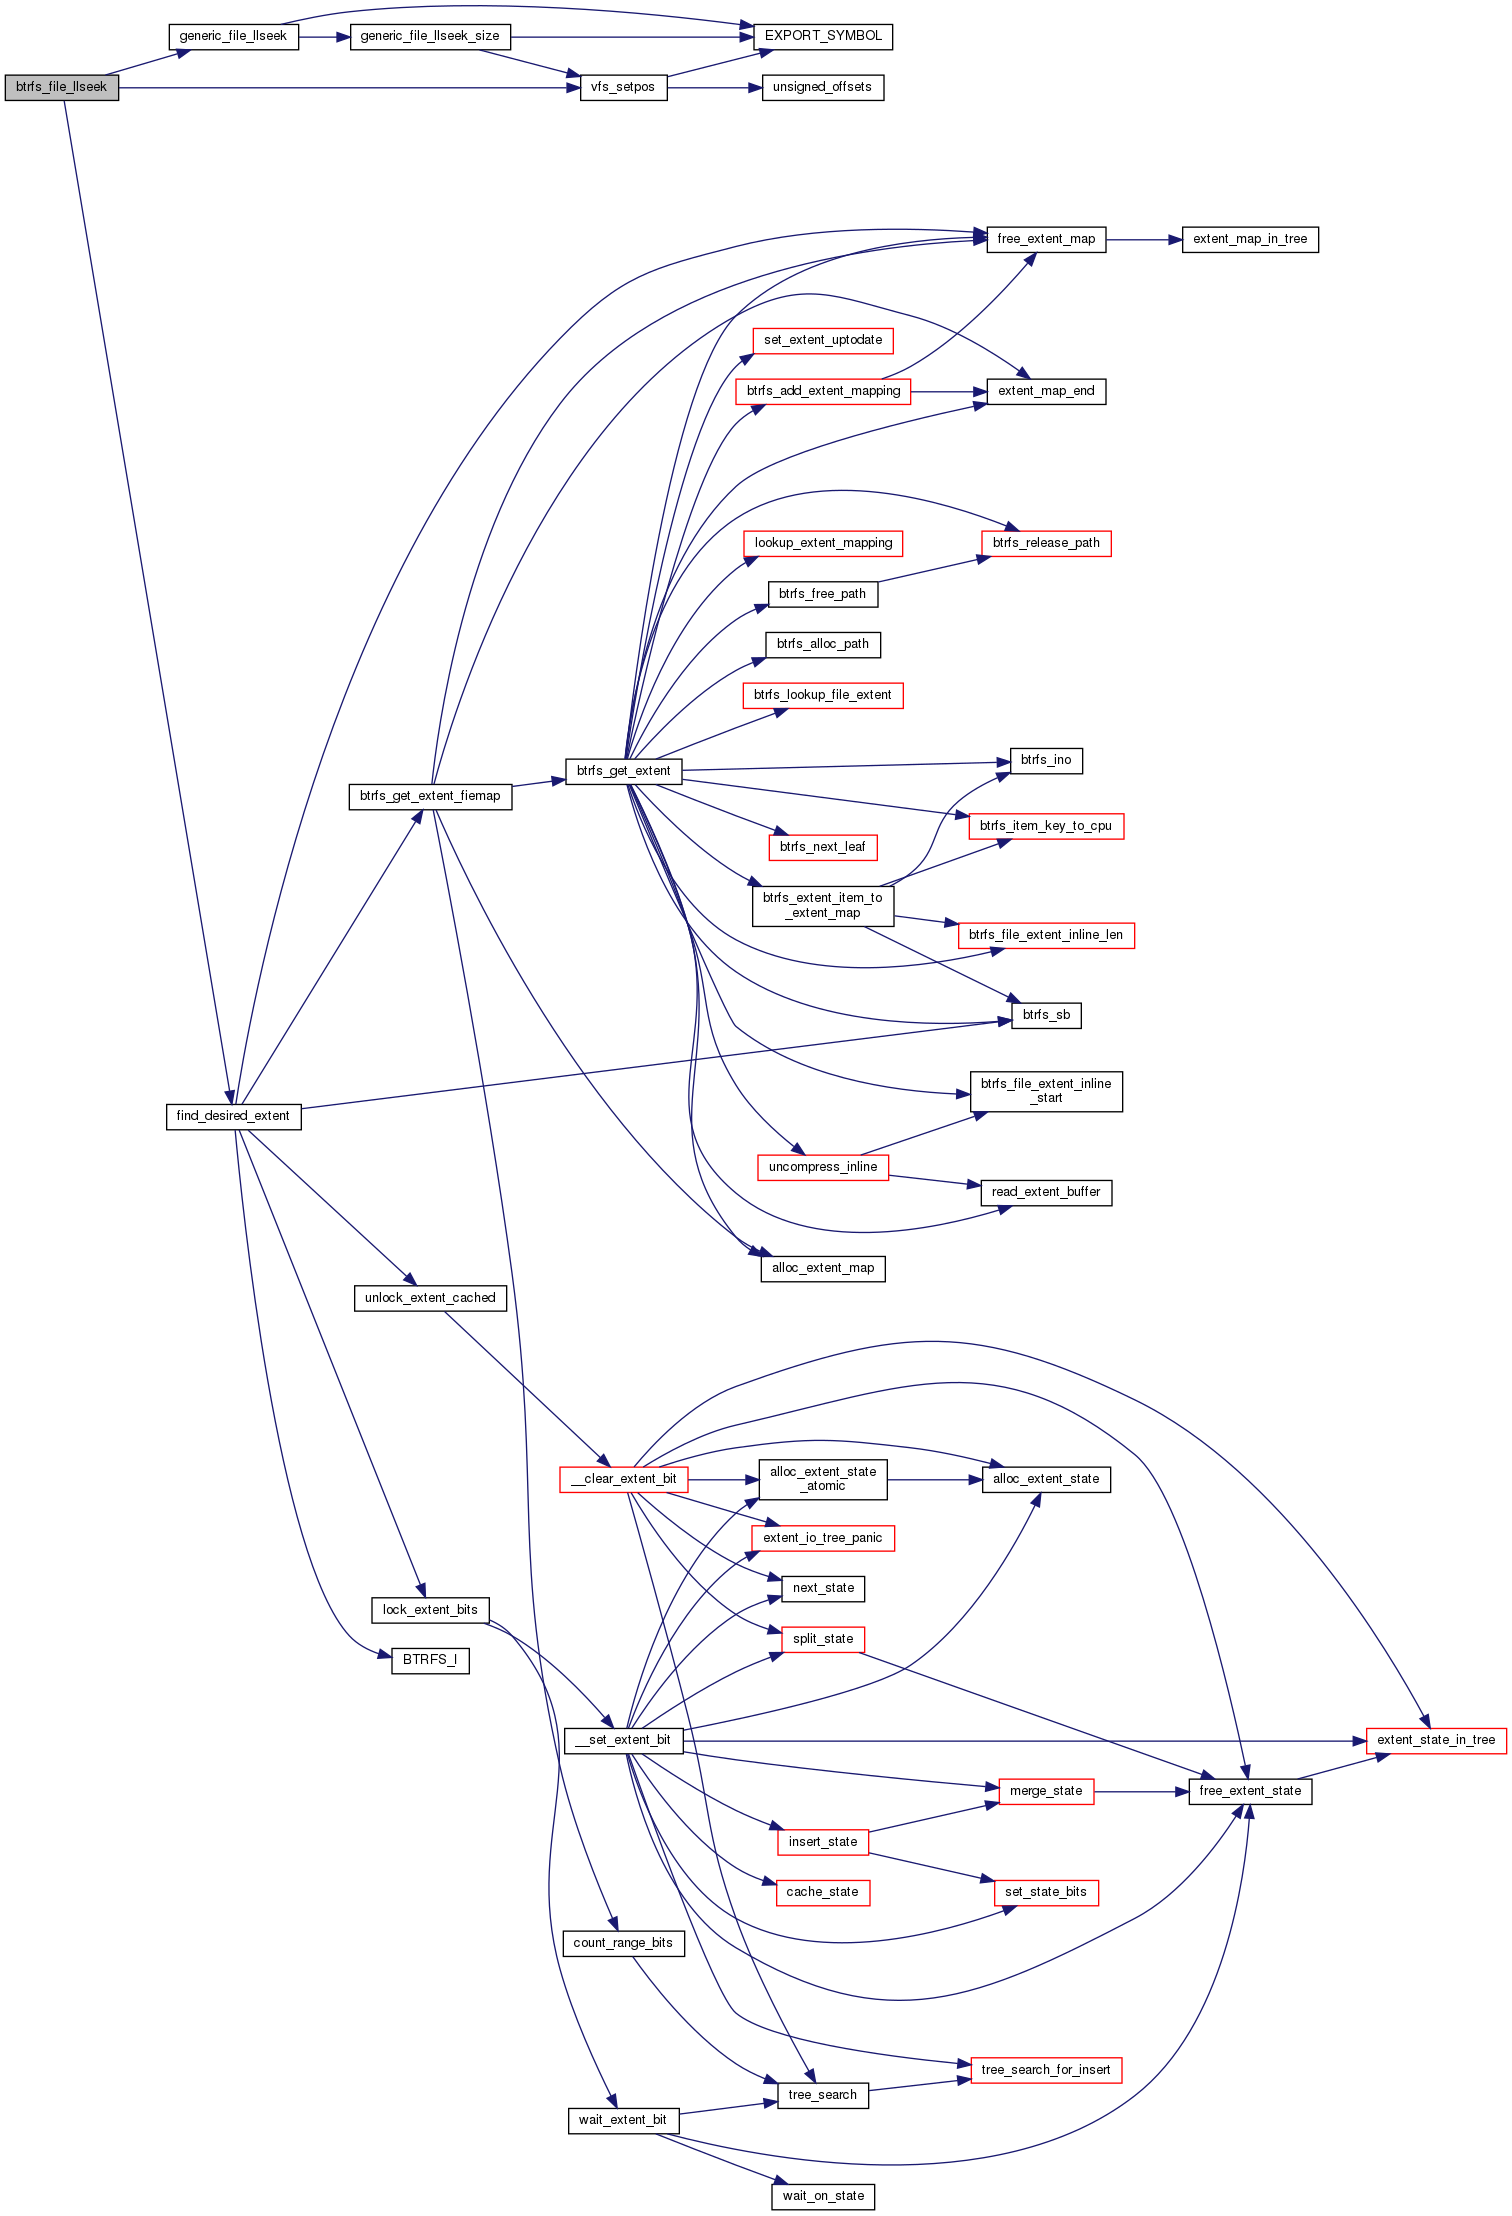 generic_file_llseek
generic_file_llseek_size
EXPORT_SYMBOL
btrfs_file_llseek
vfs_setpos
unsigned_offsets
free_extent_map
extent_map_in_tree
set_extent_uptodate
btrfs_add_extent_mapping
extent_map_end
lookup_extent_mapping
btrfs_release_path
btrfs_free_path
btrfs_alloc_path
btrfs_lookup_file_extent
btrfs_get_extent
btrfs_ino
btrfs_get_extent_fiemap
btrfs_item_key_to_cpu
btrfs_next_leaf
btrfs_extent_item_to
_extent_map
btrfs_file_extent_inline_len
btrfs_sb
btrfs_file_extent_inline
_start
find_desired_extent
uncompress_inline
read_extent_buffer
alloc_extent_map
unlock_extent_cached
__clear_extent_bit
alloc_extent_state
_atomic
alloc_extent_state
extent_io_tree_panic
next_state
lock_extent_bits
split_state
BTRFS_I
__set_extent_bit
extent_state_in_tree
merge_state
free_extent_state
insert_state
cache_state
set_state_bits
count_range_bits
tree_search_for_insert
tree_search
wait_extent_bit
wait_on_state